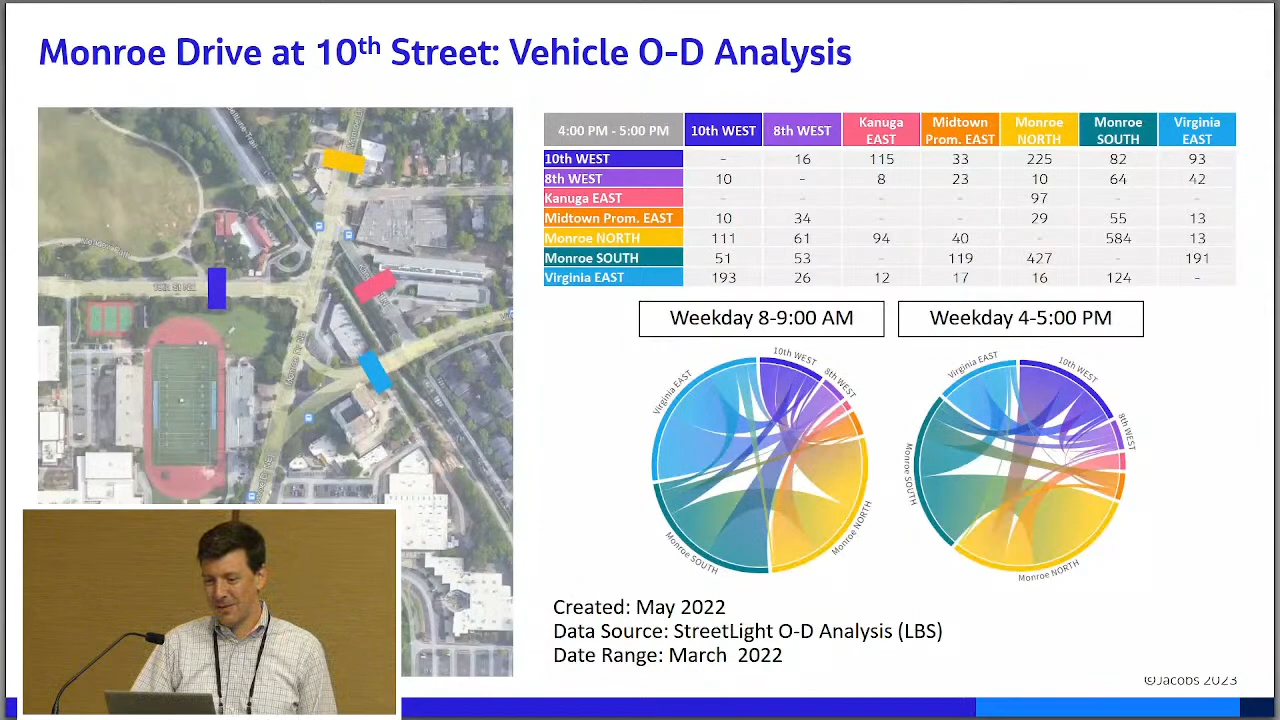 Monroe Drive at 10th Street: Vehicle O-D Analysis
4:00 PM - 5:00 PM 10th WEST 8th WEST Kanuga EAST Midtown Prom. EAST Monroe NORTH Monroe SOUTH Virginia EAST
10th WEST - 16 115 33 225 82 93
8th WEST 10 - 8 23 10 64 42
Kanuga EAST - - - - 97 - -
Midtown Prom. EAST 10 34 - - 29 55 13
Monroe NORTH 111 61 94 40 - 584 13
Monroe SOUTH 51 53 - 119 427 - 191
Virginia EAST 193 26 12 17 16 124 -
Weekday 8-9:00 AM
Weekday 4-5:00 PM
Virginia EAST
10th WEST
8th WEST
Monroe NORTH
Monroe SOUTH
Virginia EAST
10th WEST
8th WEST
Monroe NORTH
Monroe SOUTH
Created: May 2022
Data Source: StreetLight O-D Analysis (LBS)
Date Range: March 2022
©Jacobs 2023